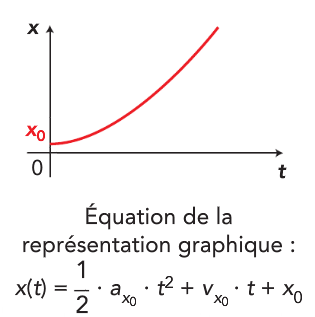 x
x₀
0
t
Équation de la
représentation graphique :
x(t) = 1/2 · aₓ₀ · t² + vₓ₀ · t + x₀